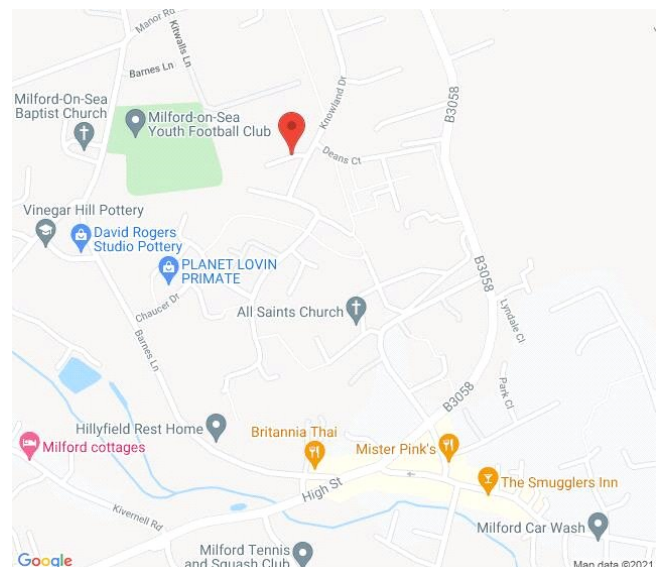 Manor Rd
Kitwalls Ln
Barnes Ln
Milford-On-Sea
Baptist Church
Milford-on-Sea
Youth Football Club
Knowland Dr
Deans Ct
B3058
Vinegar Hill Pottery
David Rogers
Studio Pottery
PLANET LOVIN
PRIMATE
Chaucer Dr
All Saints Church
B3058
Lyndale Cl
Barnes Ln
Park Cl
B3058
Hillyfield Rest Home
Britannia Thai
Mister Pink's
Milford cottages
High St
The Smugglers Inn
Kivernell Rd
Milford Car Wash
Milford Tennis
and Squash Club
Google
Map data ©2021